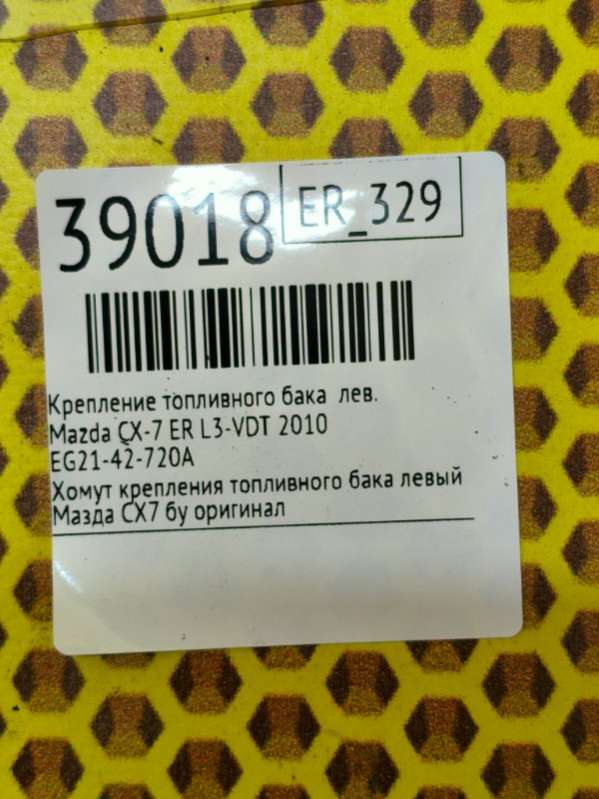 39018
ER_329
Крепление топливного бака лев.
Mazda CX-7 ER L3-VDT 2010
EG21-42-720A
Хомут крепления топливного бака левый
Мазда СХ7 бу оригинал